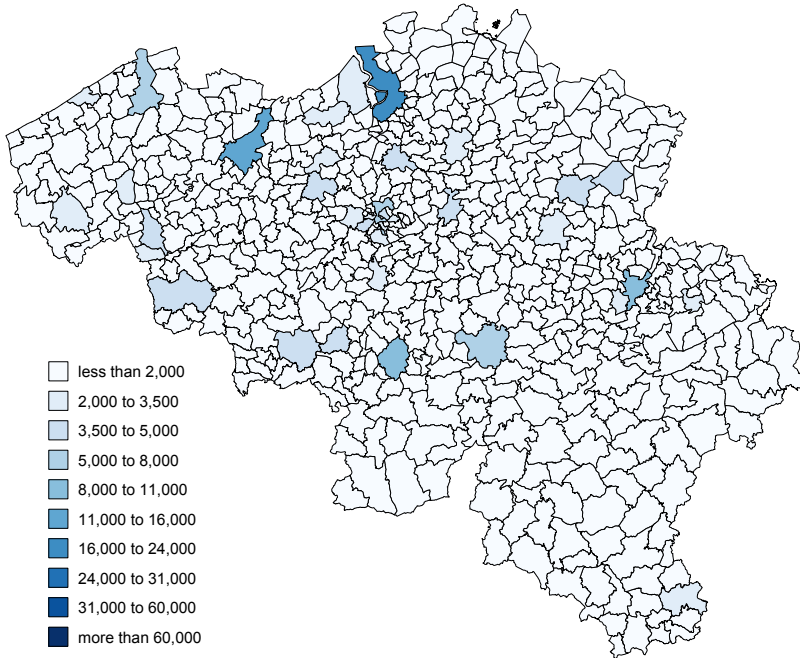 less than 2,000
2,000 to 3,500
3,500 to 5,000
5,000 to 8,000
8,000 to 11,000
11,000 to 16,000
16,000 to 24,000
24,000 to 31,000
31,000 to 60,000
more than 60,000